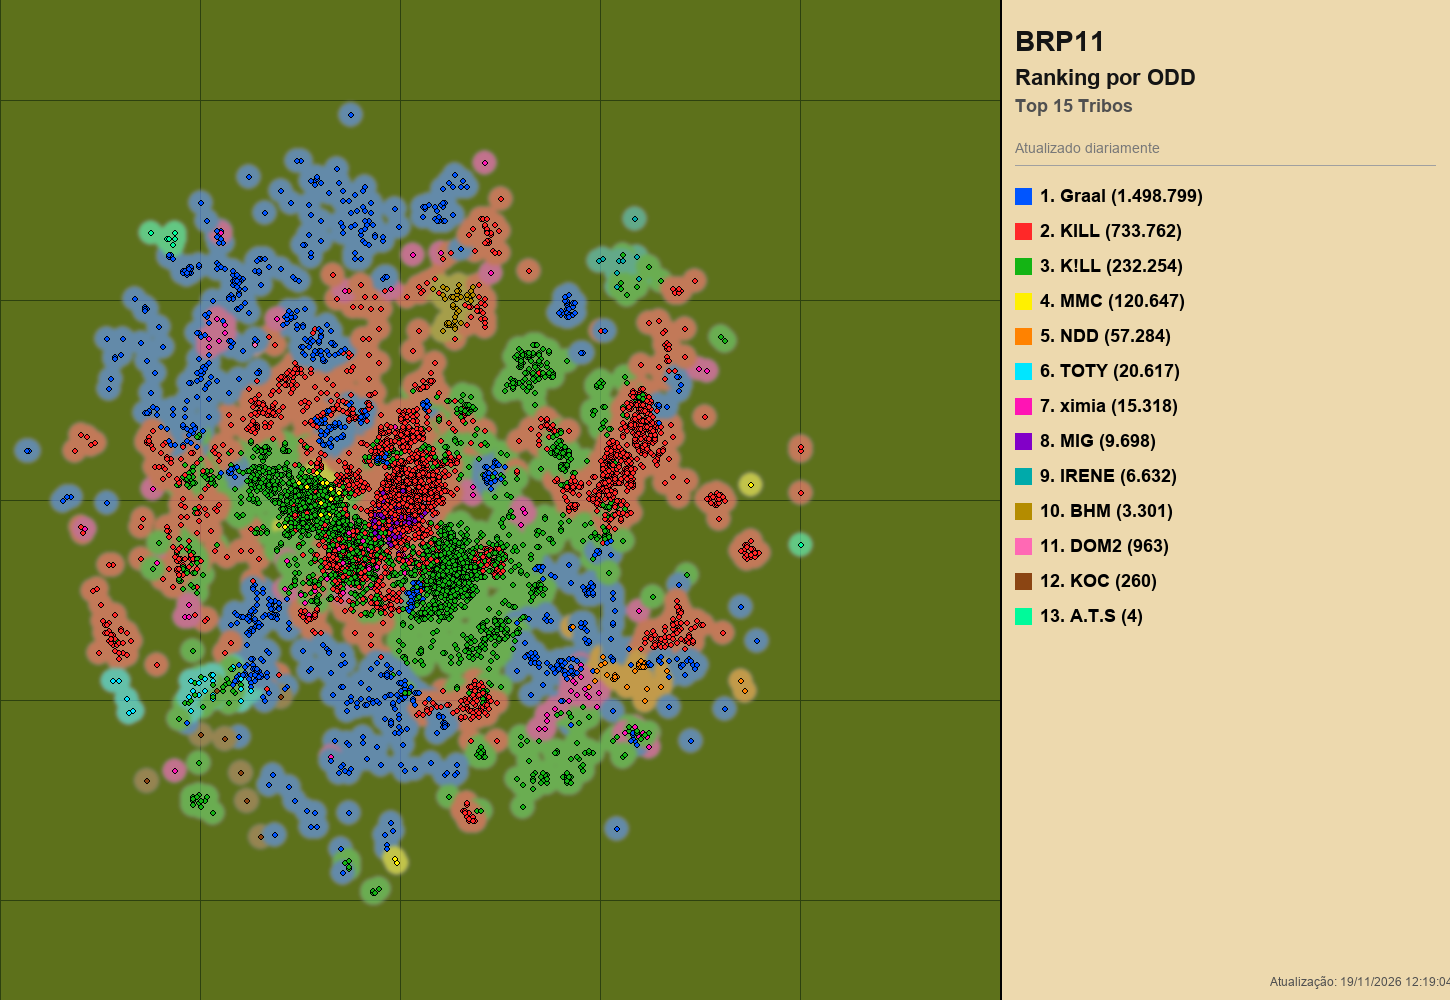 BRP11
Ranking por ODD
Top 15 Tribos
Atualizado diariamente
1. Graal (1.498.799)
2. KILL (733.762)
3. K!LL (232.254)
4. MMC (120.647)
5. NDD (57.284)
6. TOTY (20.617)
7. ximia (15.318)
8. MIG (9.698)
9. IRENE (6.632)
10. BHM (3.301)
11. DOM2 (963)
12. KOC (260)
13. A.T.S (4)
Atualização: 19/11/2026 12:19:04